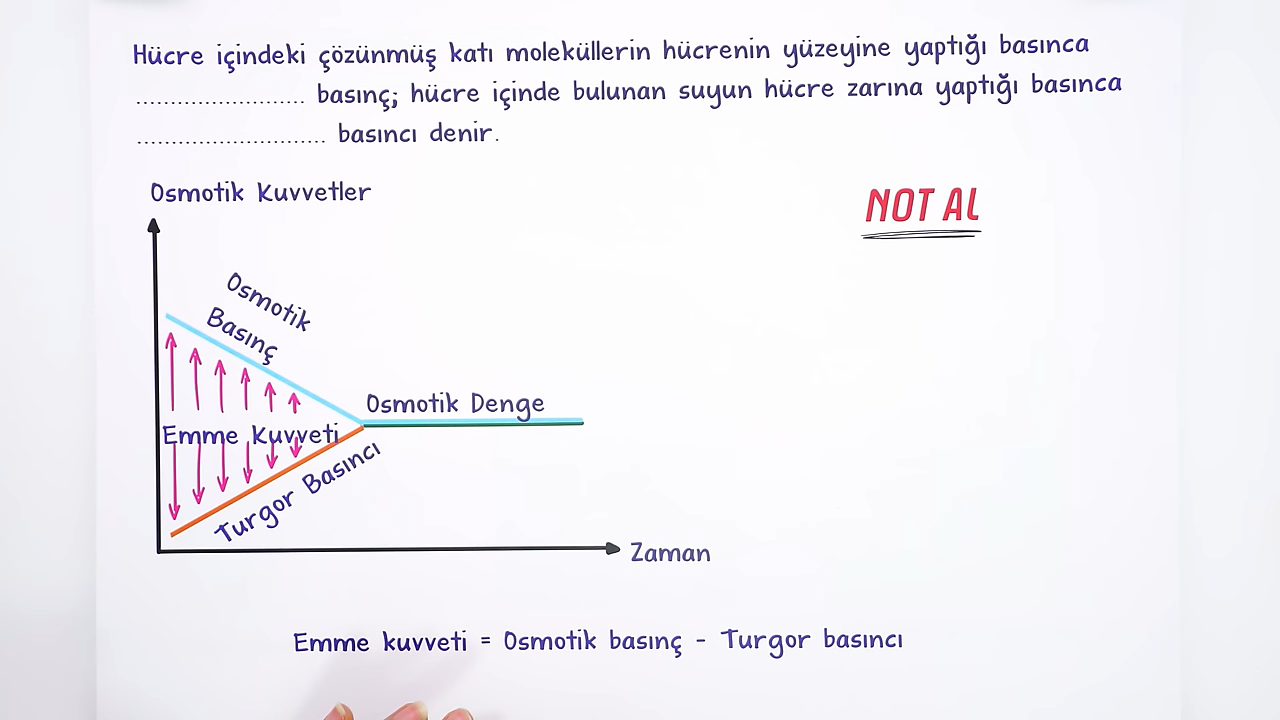 Hücre içindeki çözünmüş katı moleküllerin hücrenin yüzeyine yaptığı basınca
......................... basınç; hücre içinde bulunan suyun hücre zarına yaptığı basınca
............................ basıncı denir.
Osmotik Kuvvetler
NOT AL
Osmotik
Basınç
Osmotik Denge
Emme Kuvveti
Turgor Basıncı
Zaman
Emme kuvveti = Osmotik basınç - Turgor basıncı